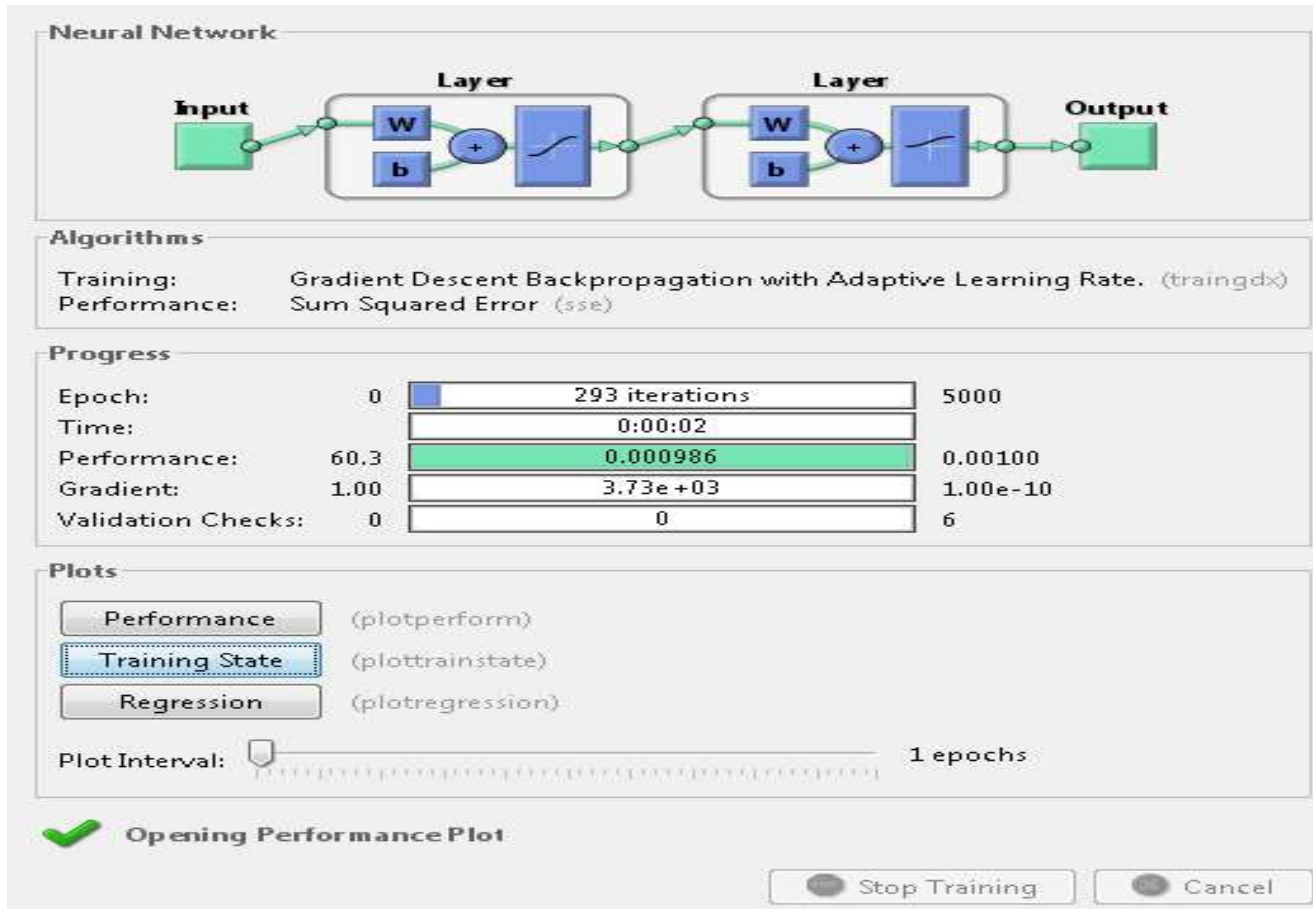 Neural Network
Layer Layer
Input Output
W W
+ +
b b
Algorithms
Training: Gradient Descent Backpropagation with Adaptive Learning Rate. (traingdx)
Performance: Sum Squared Error (sse)
Progress
Epoch: 0 293 iterations 5000
Time: 0:00:02
Performance: 60.3 0.000986 0.00100
Gradient: 1.00 3.73e+03 1.00e-10
Validation Checks: 0 0 6
Plots
Performance (plotperform)
Training State (plottrainstate)
Regression (plotregression)
Plot Interval: 1 epochs
Opening Performance Plot
Stop Training Cancel